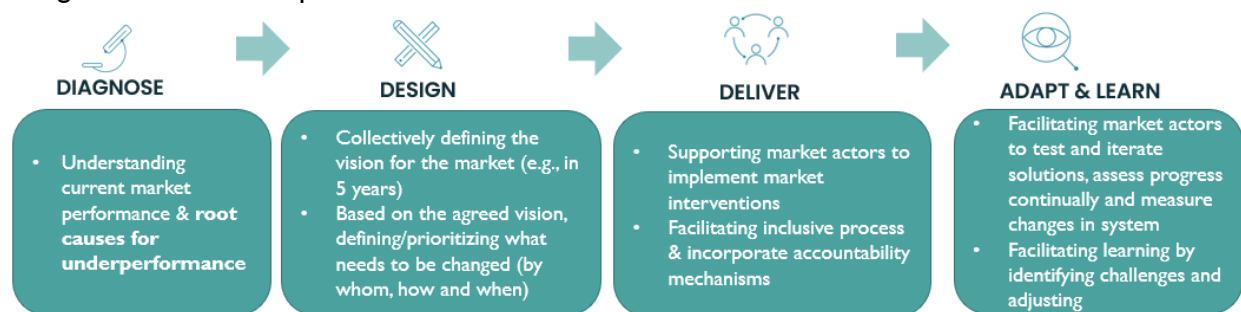 DIAGNOSE
• Understanding
current market
performance & root
causes for
underperformance
DESIGN
• Collectively defining the
vision for the market (e.g., in
5 years)
• Based on the agreed vision,
defining/prioritizing what
needs to be changed (by
whom, how and when)
DELIVER
• Supporting market actors to
implement market
interventions
• Facilitating inclusive process
& incorporate accountability
mechanisms
ADAPT & LEARN
• Facilitating market actors
to test and iterate
solutions, assess progress
continually and measure
changes in system
• Facilitating learning by
identifying challenges and
adjusting